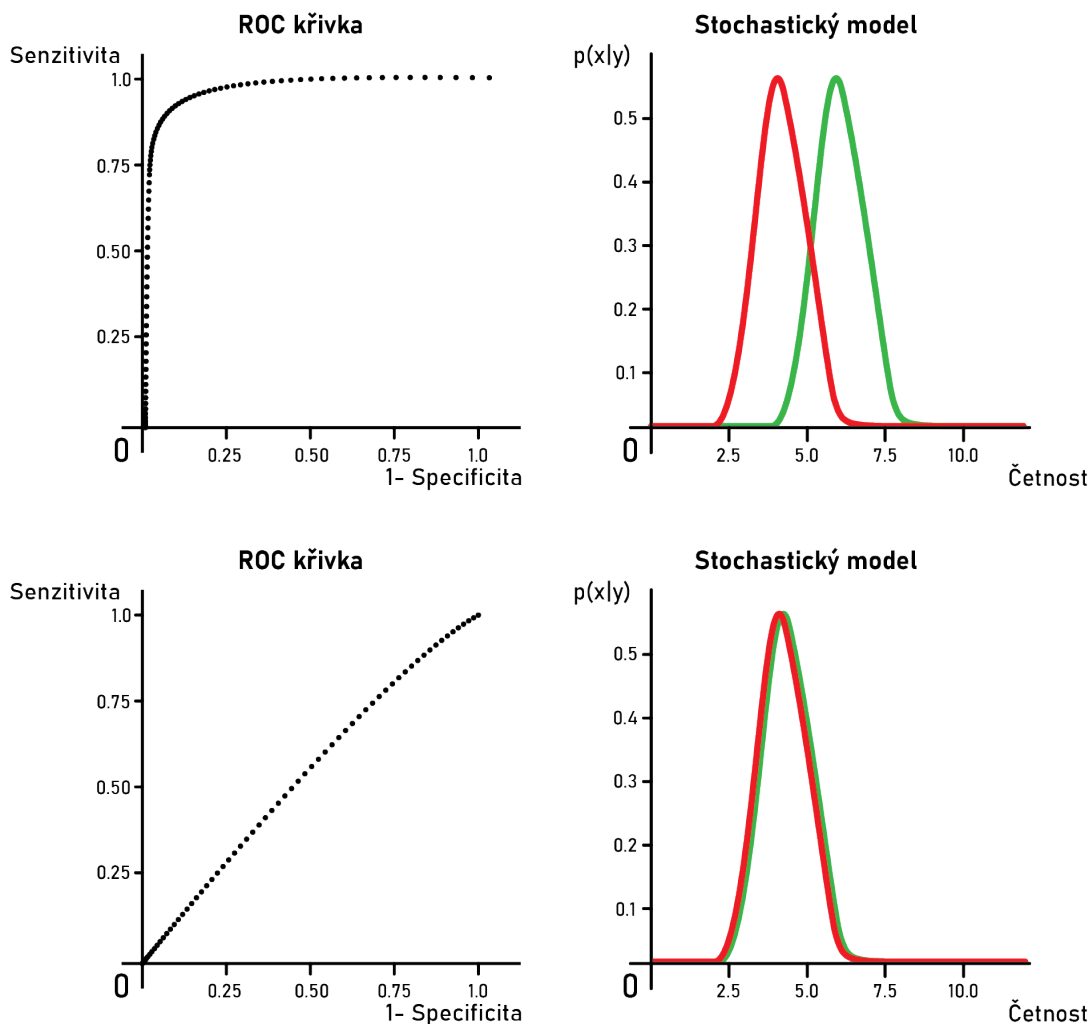 ROC křivka
Senzitivita
1.0
0.75
0.50
0.25
0
0.25 0.50 0.75 1.0
1- Specificita
Stochastický model
p(x|y)
0.5
0.4
0.3
0.2
0.1
0
2.5 5.0 7.5 10.0
Četnost
ROC křivka
Senzitivita
1.0
0.75
0.50
0.25
0
0.25 0.50 0.75 1.0
1- Specificita
Stochastický model
p(x|y)
0.5
0.4
0.3
0.2
0.1
0
2.5 5.0 7.5 10.0
Četnost